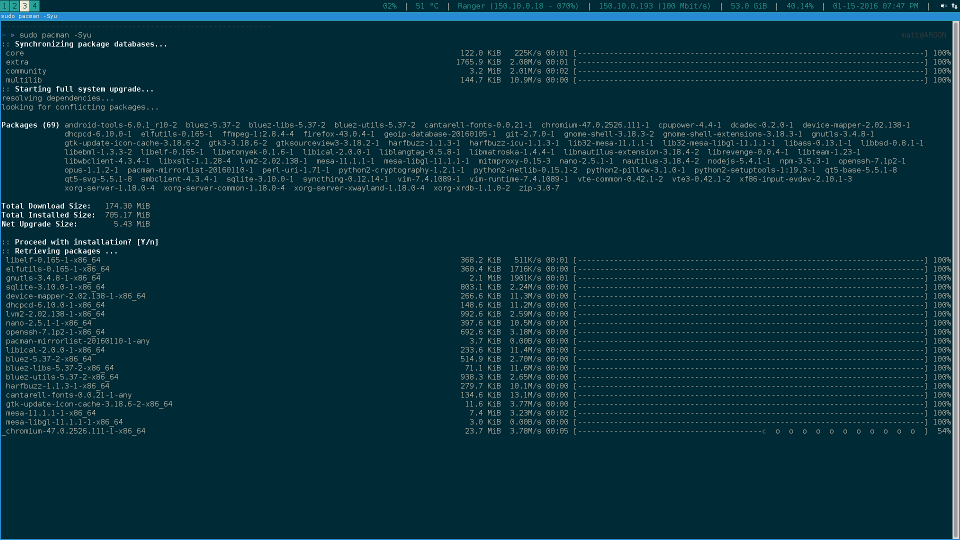 1 2 3 4 02% | 51 °C | Ranger (150.10.0.18 - 070%) | 150.10.0.193 (100 Mbit/s) | 53.0 GiB | 40.14% | 01-15-2016 07:47 PM |
sudo pacman -Syu
~ » sudo pacman -Syu matt@ARGON
:: Synchronizing package databases...
core 122.0 KiB 225K/s 00:01 [----------] 100%
extra 1765.9 KiB 2.08M/s 00:01 [----------] 100%
community 3.2 MiB 2.01M/s 00:02 [----------] 100%
multilib 144.7 KiB 10.9M/s 00:00 [----------] 100%
:: Starting full system upgrade...
resolving dependencies...
looking for conflicting packages...
Packages (69) android-tools-6.0.1_r10-2 bluez-5.37-2 bluez-libs-5.37-2 bluez-utils-5.37-2 cantarell-fonts-0.0.21-1 chromium-47.0.2526.111-1 cpupower-4.4-1 dcadec-0.2.0-1 device-mapper-2.02.138-1
dhcpcd-6.10.0-1 elfutils-0.165-1 ffmpeg-1:2.8.4-4 firefox-43.0.4-1 geoip-database-20160105-1 git-2.7.0-1 gnome-shell-3.18.3-2 gnome-shell-extensions-3.18.3-1 gnutls-3.4.8-1
gtk-update-icon-cache-3.18.6-2 gtk3-3.18.6-2 gtksourceview3-3.18.2-1 harfbuzz-1.1.3-1 harfbuzz-icu-1.1.3-1 lib32-mesa-11.1.1-1 lib32-mesa-libgl-11.1.1-1 libass-0.13.1-1 libbsd-0.8.1-1
libebml-1.3.3-2 libelf-0.165-1 libetonyek-0.1.6-1 libical-2.0.0-1 liblangtag-0.5.8-1 libmatroska-1.4.4-1 libnautilus-extension-3.18.4-2 librevenge-0.0.4-1 libteam-1.23-1
libwbclient-4.3.4-1 libxslt-1.1.28-4 lvm2-2.02.138-1 mesa-11.1.1-1 mesa-libgl-11.1.1-1 mitmproxy-0.15-3 nano-2.5.1-1 nautilus-3.18.4-2 nodejs-5.4.1-1 npm-3.5.3-1 openssh-7.1p2-1
opus-1.1.2-1 pacman-mirrorlist-20160110-1 perl-uri-1.71-1 python2-cryptography-1.2.1-1 python2-netlib-0.15.1-2 python2-pillow-3.1.0-1 python2-setuptools-1:19.3-1 qt5-base-5.5.1-8
qt5-svg-5.5.1-8 smbclient-4.3.4-1 sqlite-3.10.0-1 syncthing-0.12.14-1 vim-7.4.1089-1 vim-runtime-7.4.1089-1 vte-common-0.42.1-2 vte3-0.42.1-2 xf86-input-evdev-2.10.1-3
xorg-server-1.18.0-4 xorg-server-common-1.18.0-4 xorg-server-xwayland-1.18.0-4 xorg-xrdb-1.1.0-2 zip-3.0-7
Total Download Size: 174.30 MiB
Total Installed Size: 705.17 MiB
Net Upgrade Size: 5.43 MiB
:: Proceed with installation? [Y/n]
:: Retrieving packages ...
libelf-0.165-1-x86_64 368.2 KiB 511K/s 00:01 [----------] 100%
elfutils-0.165-1-x86_64 360.4 KiB 1716K/s 00:00 [----------] 100%
gnutls-3.4.8-1-x86_64 2.1 MiB 1901K/s 00:01 [----------] 100%
sqlite-3.10.0-1-x86_64 803.1 KiB 2.24M/s 00:00 [----------] 100%
device-mapper-2.02.138-1-x86_64 266.6 KiB 11.3M/s 00:00 [----------] 100%
dhcpcd-6.10.0-1-x86_64 148.6 KiB 11.2M/s 00:00 [----------] 100%
lvm2-2.02.138-1-x86_64 992.6 KiB 2.59M/s 00:00 [----------] 100%
nano-2.5.1-1-x86_64 397.6 KiB 10.5M/s 00:00 [----------] 100%
openssh-7.1p2-1-x86_64 692.6 KiB 3.18M/s 00:00 [----------] 100%
pacman-mirrorlist-20160110-1-any 3.7 KiB 0.00B/s 00:00 [----------] 100%
libical-2.0.0-1-x86_64 233.6 KiB 11.4M/s 00:00 [----------] 100%
bluez-5.37-2-x86_64 514.9 KiB 2.70M/s 00:00 [----------] 100%
bluez-libs-5.37-2-x86_64 71.1 KiB 11.6M/s 00:00 [----------] 100%
bluez-utils-5.37-2-x86_64 938.3 KiB 2.65M/s 00:00 [----------] 100%
harfbuzz-1.1.3-1-x86_64 279.7 KiB 10.1M/s 00:00 [----------] 100%
cantarell-fonts-0.0.21-1-any 134.6 KiB 13.1M/s 00:00 [----------] 100%
gtk-update-icon-cache-3.18.6-2-x86_64 11.6 KiB 3.77M/s 00:00 [----------] 100%
mesa-11.1.1-1-x86_64 7.4 MiB 3.23M/s 00:02 [----------] 100%
mesa-libgl-11.1.1-1-x86_64 3.0 KiB 0.00B/s 00:00 [----------] 100%
chromium-47.0.2526.111-1-x86_64 23.7 MiB 3.78M/s 00:05 [----------c o o o o o o o o o o o ] 54%